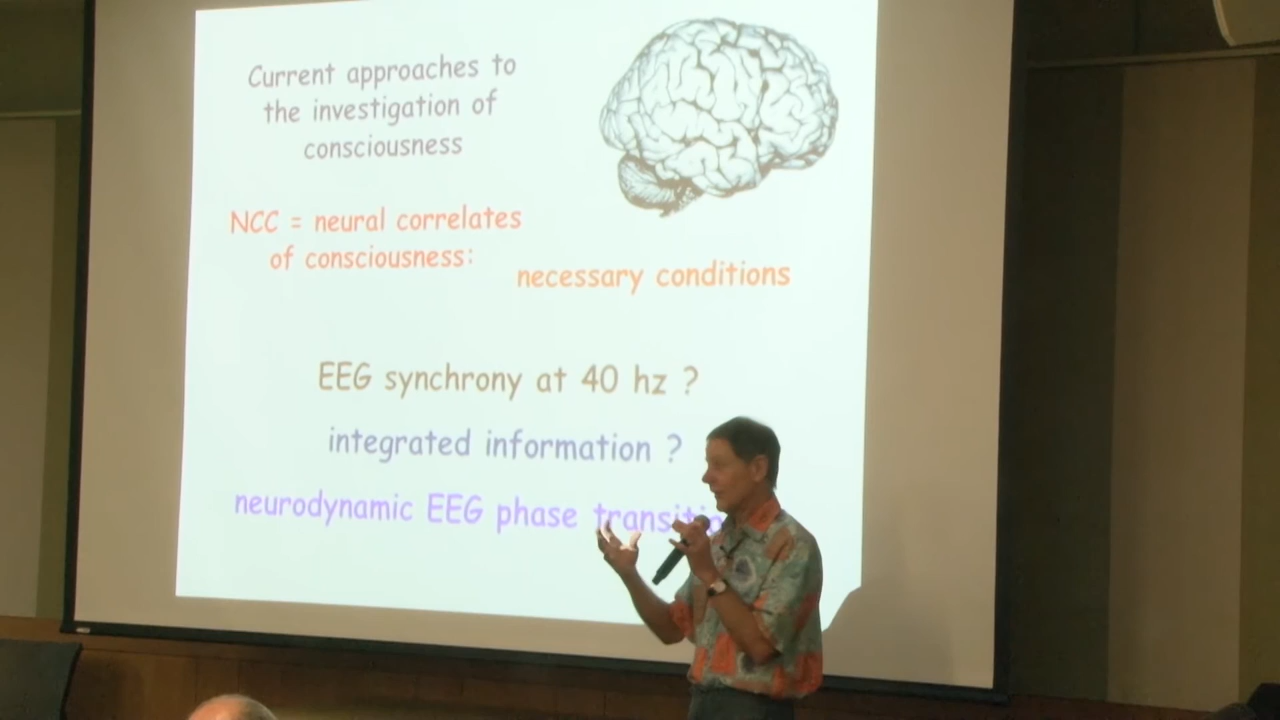 Current approaches to
the investigation of
consciousness
NCC = neural correlates
of consciousness:
necessary conditions
EEG synchrony at 40 hz ?
integrated information ?
neurodynamic EEG phase